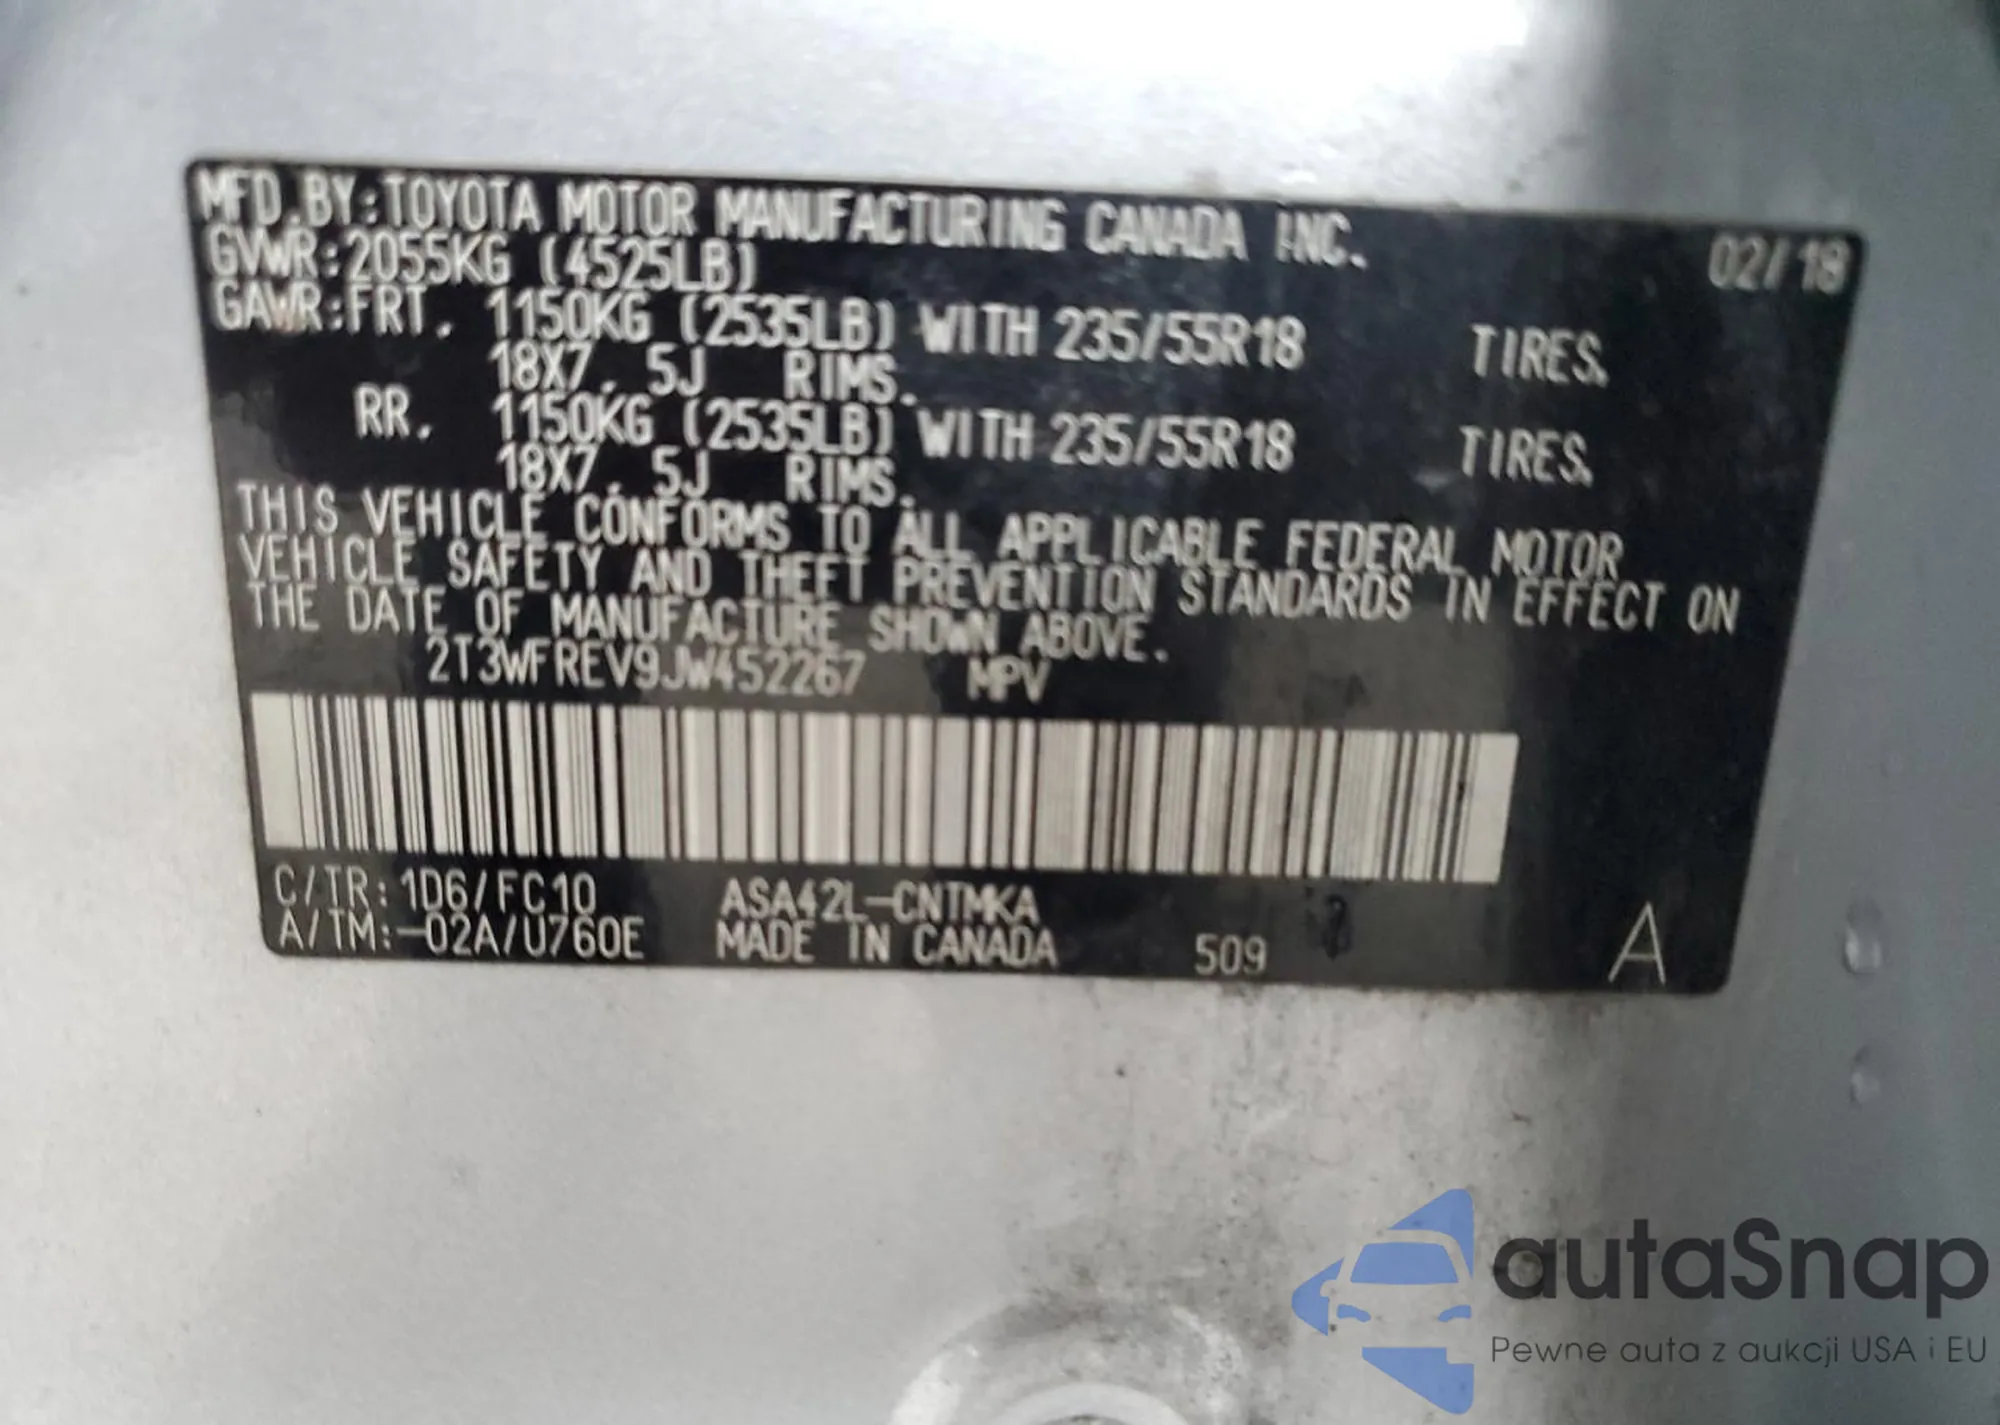 MFD.BY:TOYOTA MOTOR MANUFACTURING CANADA INC. 02/18
GVWR:2055KG (4525LB)
GAWR:FRT. 1150KG (2535LB) WITH 235/55R18 TIRES.
18X7.5J RIMS.
RR. 1150KG (2535LB) WITH 235/55R18 TIRES.
18X7.5J RIMS.
THIS VEHICLE CONFORMS TO ALL APPLICABLE FEDERAL MOTOR
VEHICLE SAFETY AND THEFT PREVENTION STANDARDS IN EFFECT ON
THE DATE OF MANUFACTURE SHOWN ABOVE.
2T3WFREV9JW452267 MPV
C/TR:1D6/FC10 ASA42L-CNTMKA
A/TM:-02A/U760E MADE IN CANADA 509 A
autaSnap
Pewne auta z aukcji USA i EU